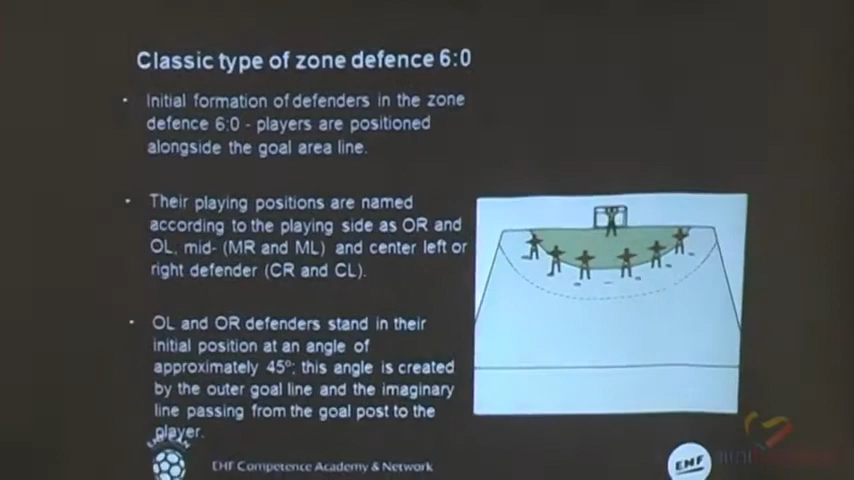 Classic type of zone defence 6:0
• Initial formation of defenders in the zone
defence 6:0 - players are positioned
alongside the goal area line.
• Their playing positions are named
according to the playing side as OR and
OL, mid- (MR and ML) and center left or
right defender (CR and CL).
• OL and OR defenders stand in their
initial position at an angle of
approximately 45º; this angle is created
by the outer goal line and the imaginary
line passing from the goal post to the
player.
EHF Competence Academy & Network
EHF